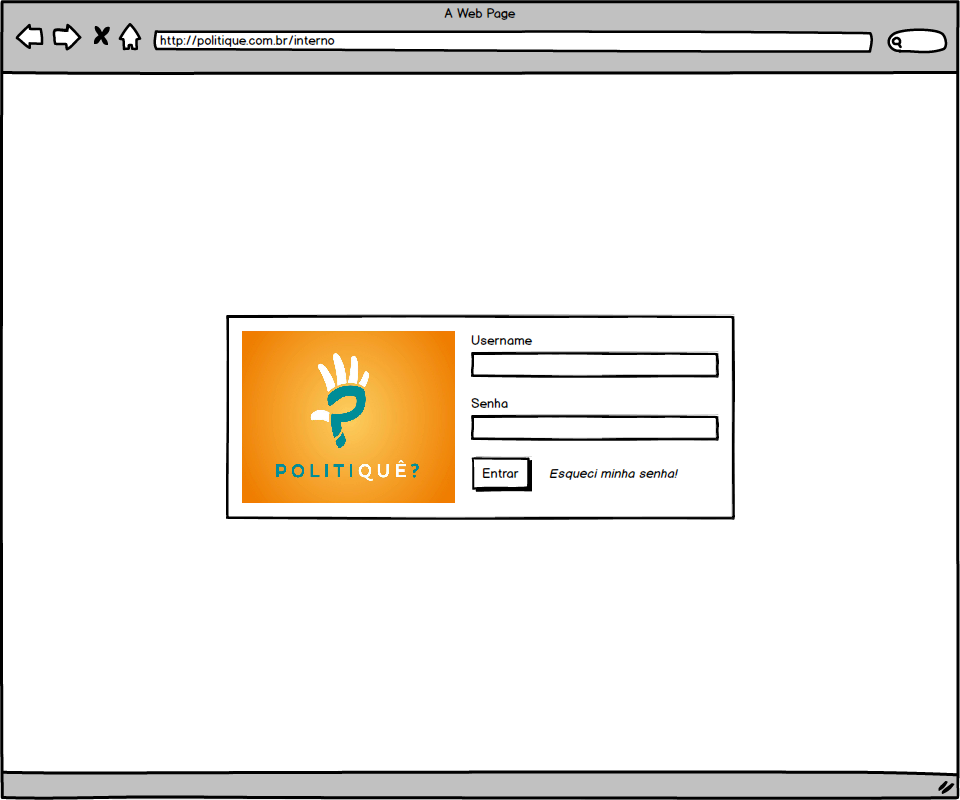 A Web Page
http://politique.com.br/interno
Username
Senha
Entrar
Esqueci minha senha!
POLITIQUÊ?